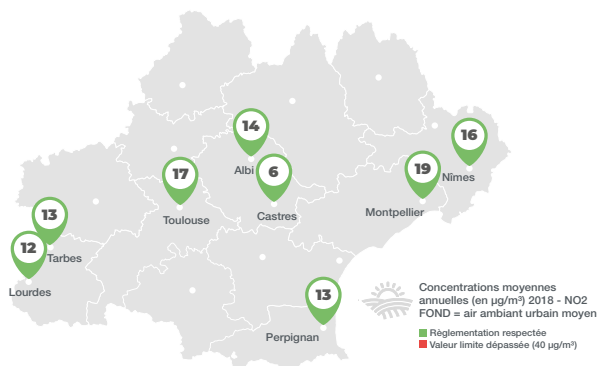 14
Albi
16
Nîmes
17
Toulouse
6
Castres
19
Montpellier
13
Tarbes
12
Lourdes
13
Perpignan
Concentrations moyennes
annuelles (en µg/m³) 2018 - NO2
FOND = air ambiant urbain moyen
Règlementation respectée
Valeur limite dépassée (40 µg/m³)